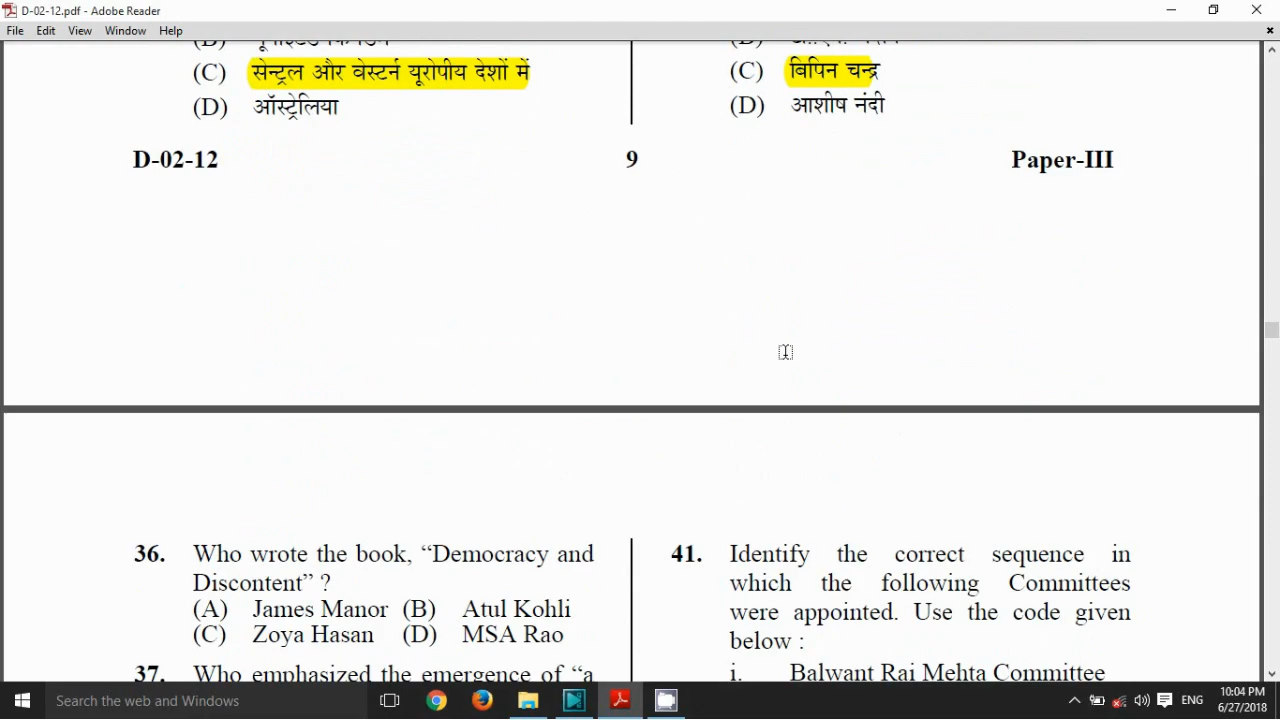 D-02-12.pdf - Adobe Reader
File Edit View Window Help
(C) सेन्ट्रल और वेस्टर्न यूरोपीय देशों में
(D) ऑस्ट्रेलिया
(C) बिपिन चन्द्र
(D) आशीष नंदी
D-02-12 9 Paper-III
36. Who wrote the book, “Democracy and
Discontent” ?
(A) James Manor (B) Atul Kohli
(C) Zoya Hasan (D) MSA Rao
37. Who emphasized the emergence of “a
41. Identify the correct sequence in
which the following Committees
were appointed. Use the code given
below :
i. Balwant Rai Mehta Committee
Search the web and Windows
ENG
10:04 PM
6/27/2018